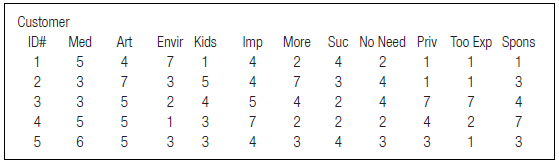 Customer
ID# Med Art Envir Kids Imp More Suc No Need Priv Too Exp Spons
1 5 4 7 1 4 2 4 2 1 1 1
2 3 7 3 5 4 7 3 4 1 1 3
3 3 5 2 4 5 4 2 4 7 7 4
4 5 5 1 3 7 2 2 2 4 2 7
5 6 5 3 3 4 3 4 3 3 1 3